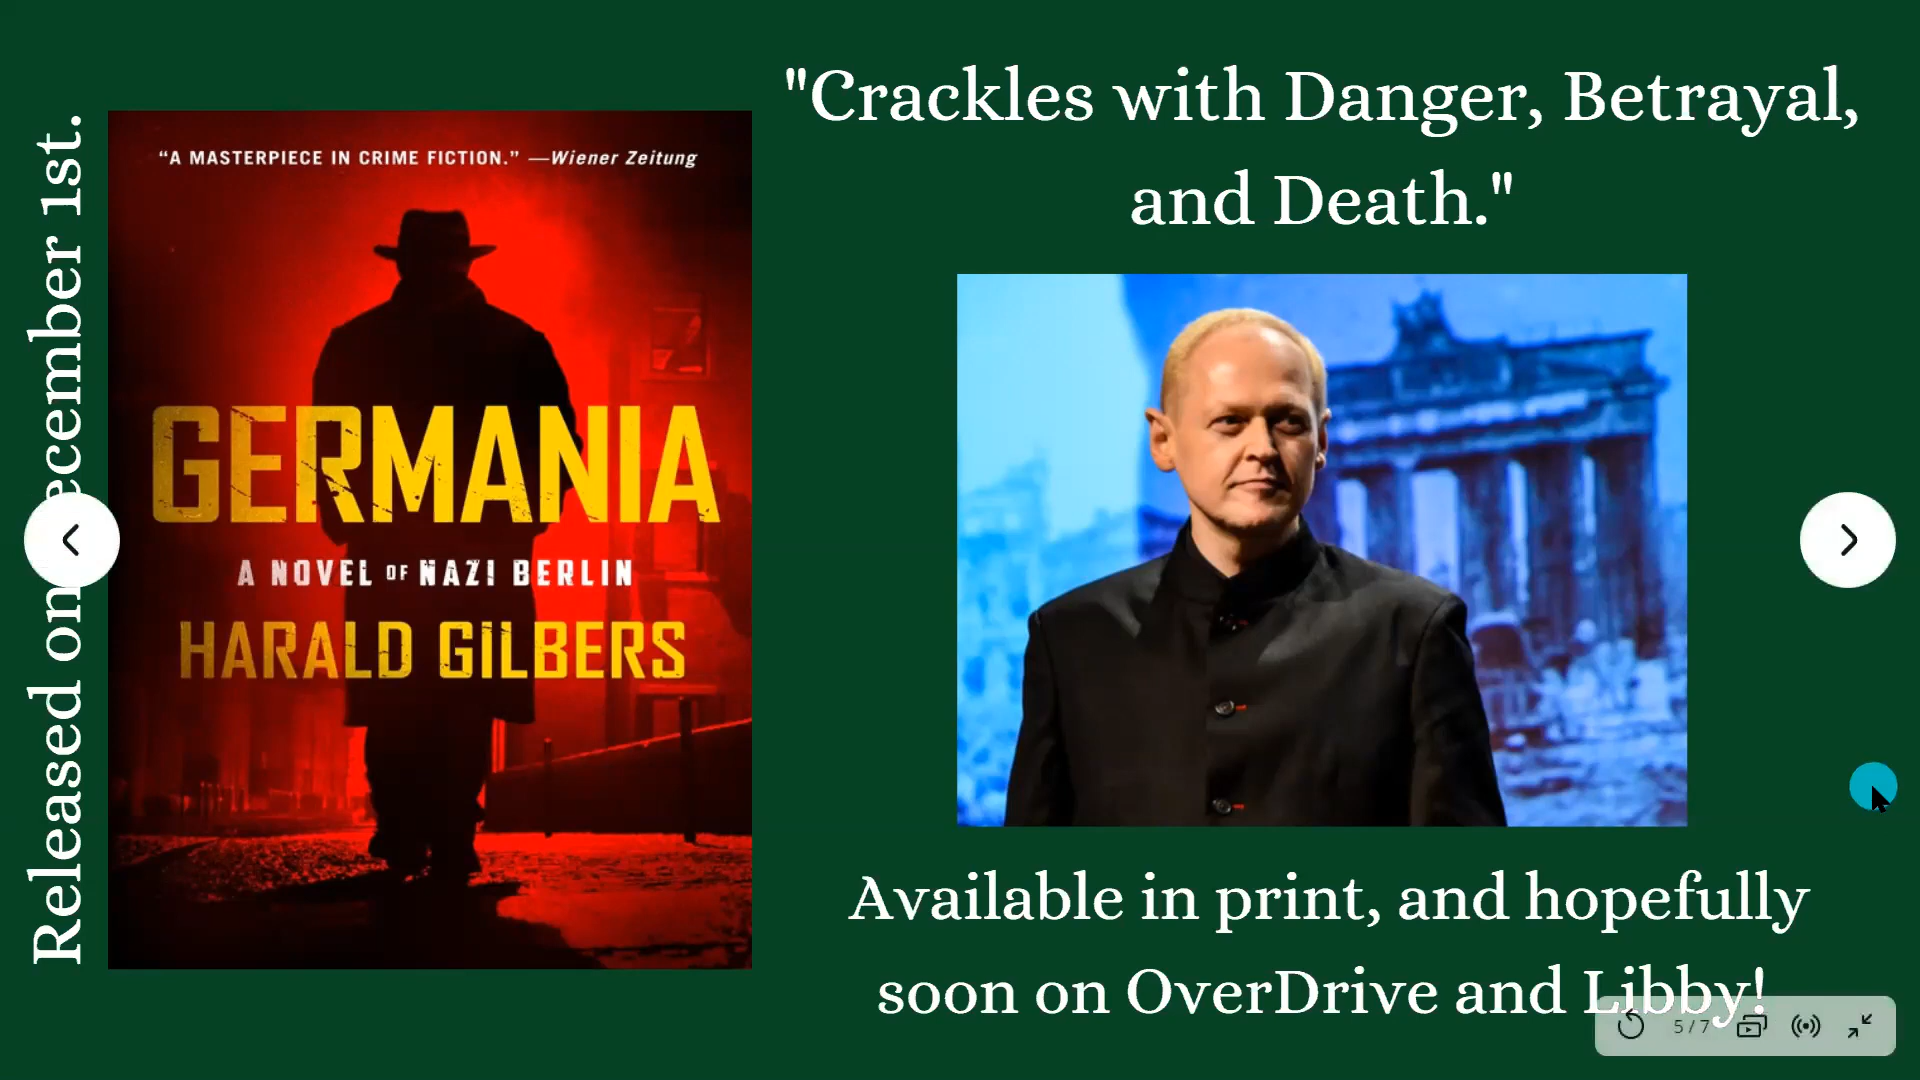 Released on December 1st.
“A MASTERPIECE IN CRIME FICTION.” —Wiener Zeitung
GERMANIA
A NOVEL OF NAZI BERLIN
HARALD GILBERS
"Crackles with Danger, Betrayal,
and Death."
Available in print, and hopefully
soon on OverDrive and Libby!
5 / 7